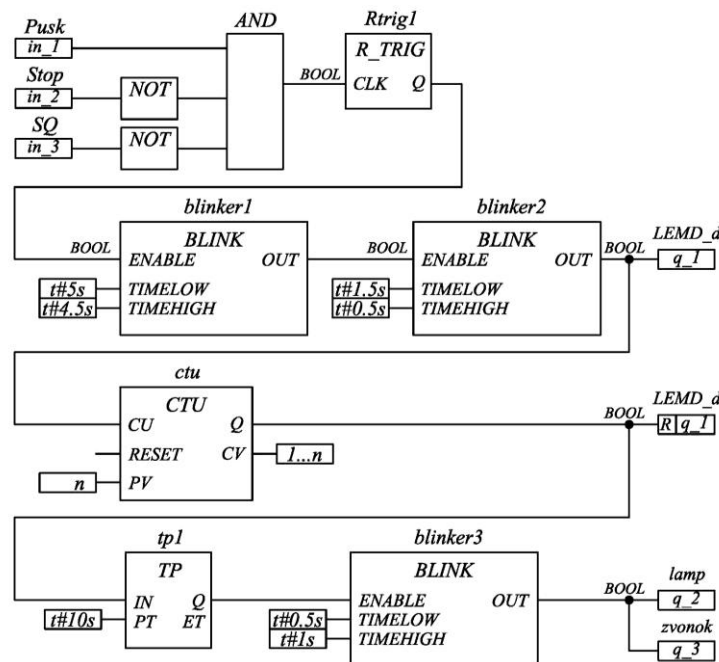 Pusk
AND
Rtrig1
in_1
R_TRIG
Stop
BOOL
CLK Q
in_2
NOT
SQ
in_3
NOT
blinker1
blinker2
LEMD_d
BOOL
BLINK
BOOL
BLINK
BOOL
q_1
ENABLE OUT
ENABLE OUT
t#5s
TIMELOW
t#1.5s
TIMELOW
t#4.5s
TIMEHIGH
t#0.5s
TIMEHIGH
ctu
LEMD_d
CTU
BOOL
R q_1
CU Q
RESET CV
1...n
n
PV
tp1
blinker3
TP
BLINK
BOOL
lamp
IN Q
ENABLE OUT
q_2
t#10s
PT ET
t#0.5s
TIMELOW
zvonok
t#1s
TIMEHIGH
q_3